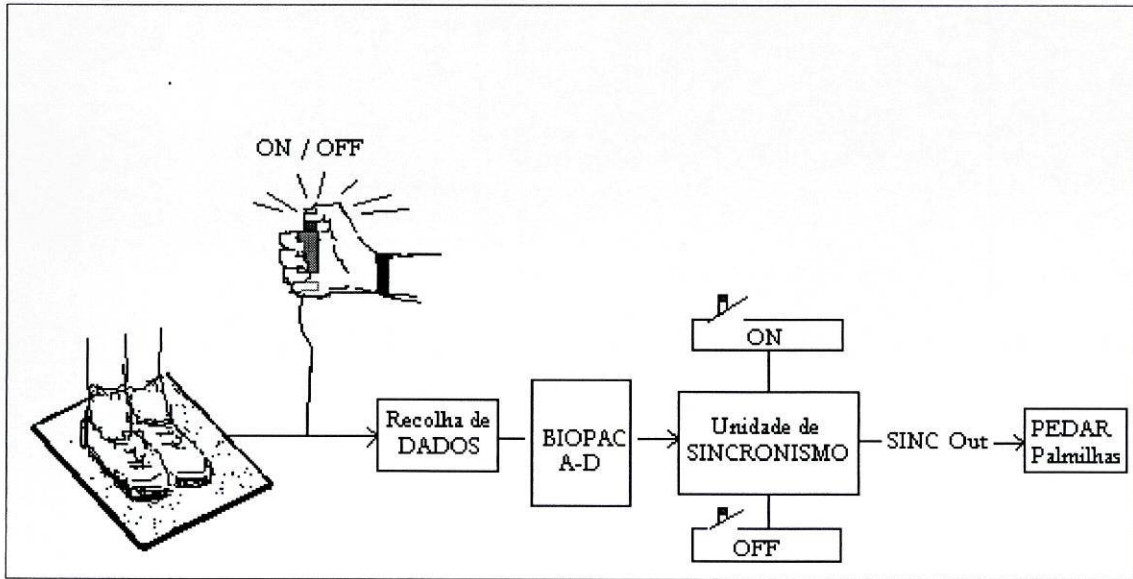 ON / OFF
ON
Recolha de
DADOS
BIOPAC
A-D
Unidade de
SINCRONISMO
SINC Out
PEDAR
Palmilhas
OFF